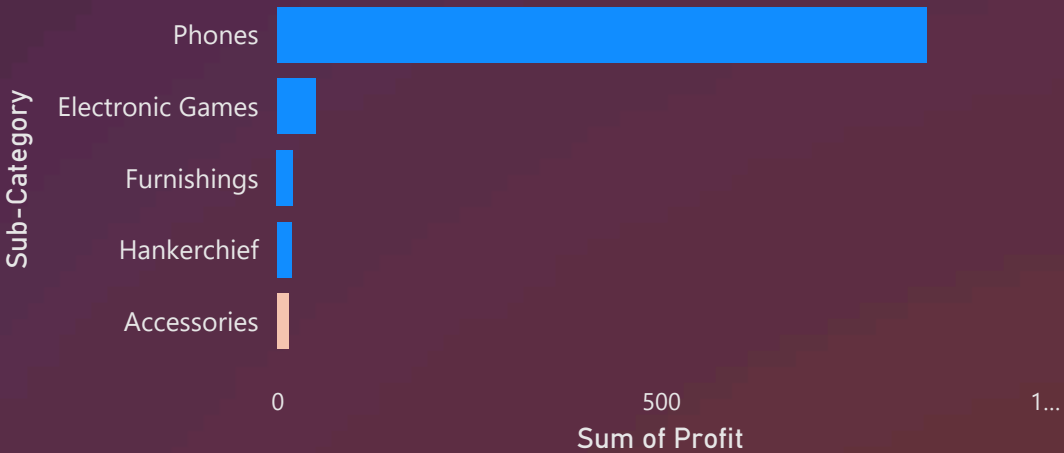 Sub-Category
Phones
Electronic Games
Furnishings
Hankerchief
Accessories
0 500 1...
Sum of Profit